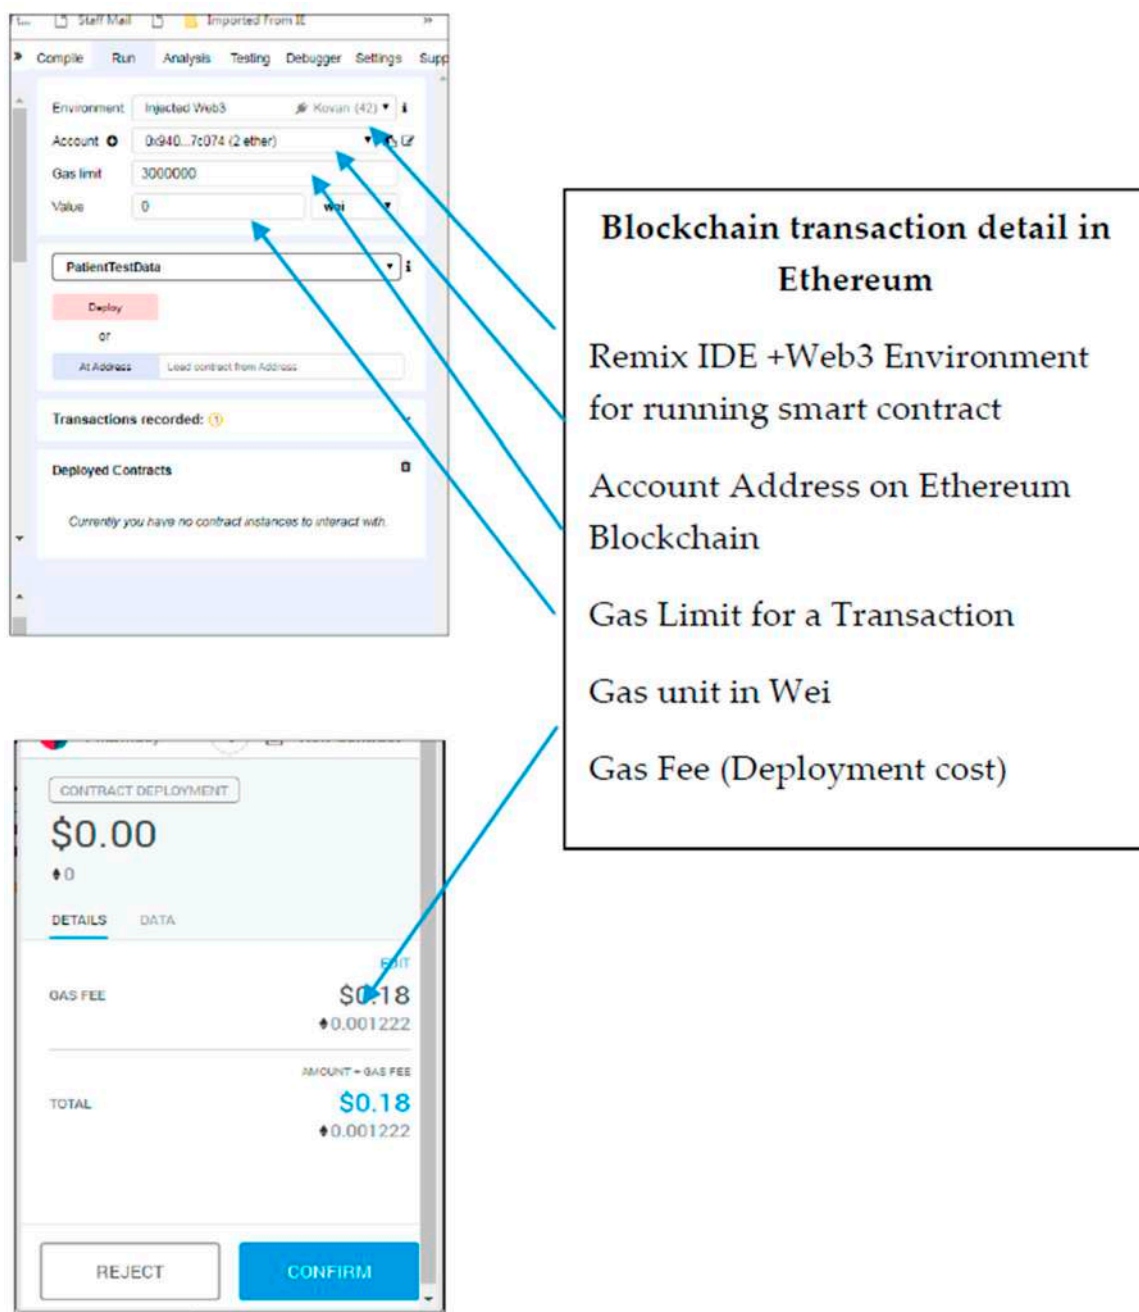 Staff Mail Imported From IE »
» Compile Run Analysis Testing Debugger Settings Supp
Environment Injected Web3 Kovan (42) i
Account 0x940...7c074 (2 ether)
Gas limit 3000000
Value 0 wei
PatientTestData i
Deploy
or
At Address Load contract from Address
Transactions recorded: 1
Deployed Contracts
Currently you have no contract instances to interact with.
Blockchain transaction detail in
Ethereum
Remix IDE +Web3 Environment
for running smart contract
Account Address on Ethereum
Blockchain
Gas Limit for a Transaction
Gas unit in Wei
Gas Fee (Deployment cost)
CONTRACT DEPLOYMENT
$0.00
0
DETAILS DATA
EDIT
GAS FEE $0.18
0.001222
AMOUNT + GAS FEE
TOTAL $0.18
0.001222
REJECT CONFIRM